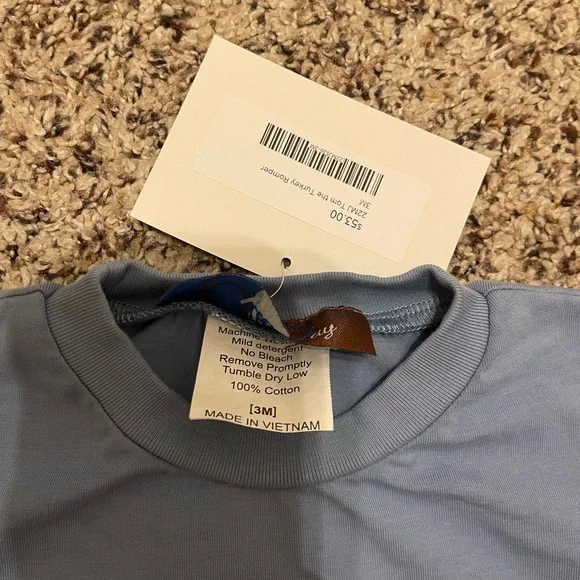 22MJ Tom the Turkey Romper
3M
$53.00
Mild detergent
No Bleach
Remove Promptly
Tumble Dry Low
100% Cotton
[3M]
MADE IN VIETNAM